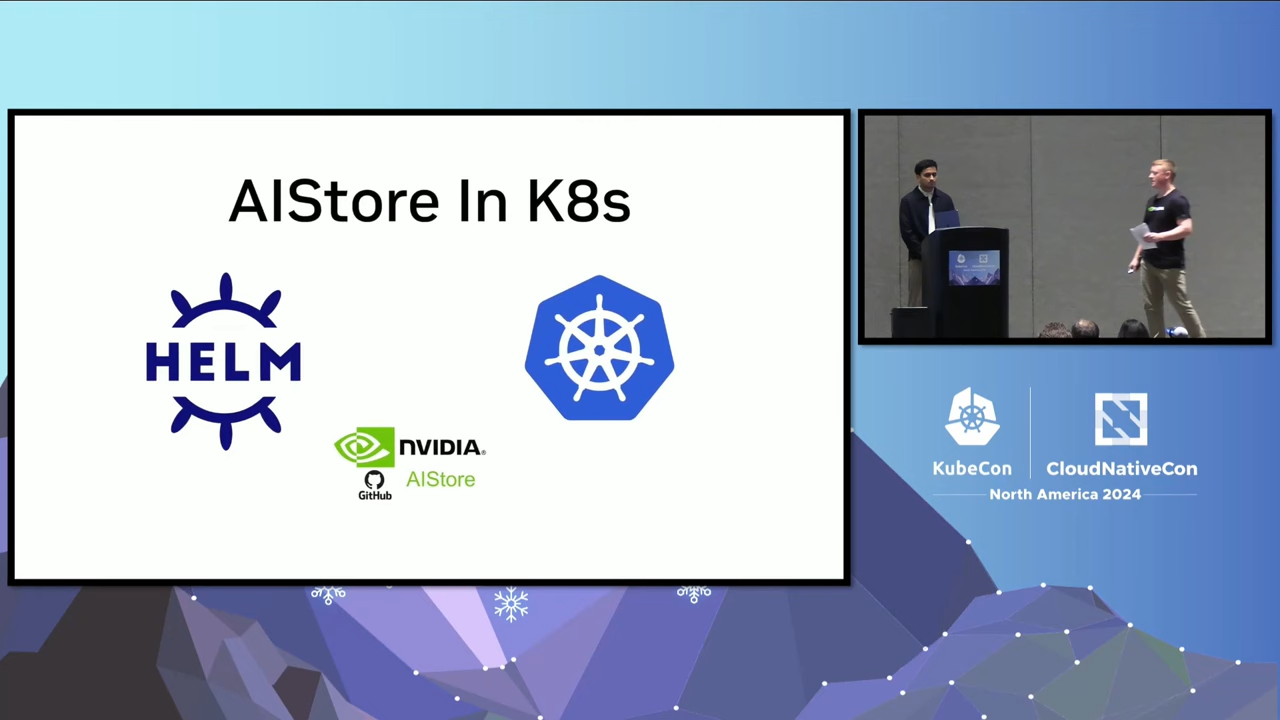 AIStore In K8s
HELM
NVIDIA®
GitHub
AIStore
KubeCon
CloudNativeCon
North America 2024